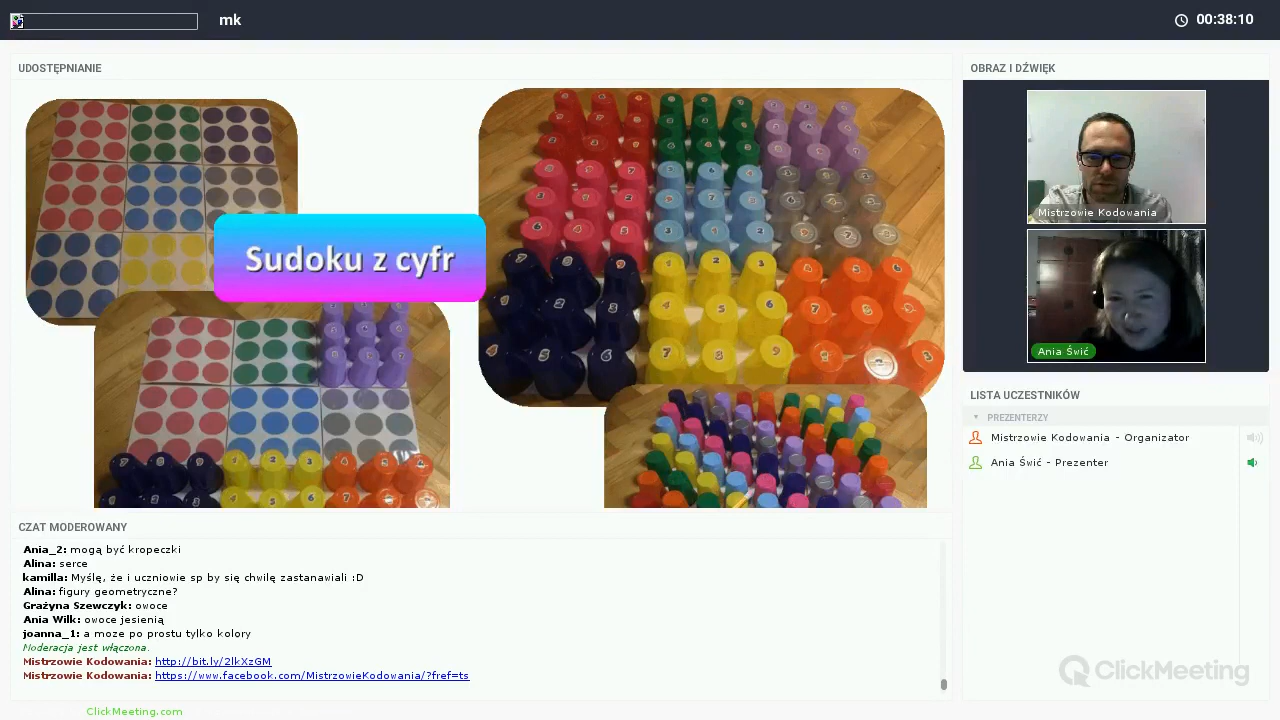 mk
00:38:10
UDOSTĘPNIANIE
OBRAZ I DŹWIĘK
Sudoku z cyfr
Mistrzowie Kodowania
Ania Świć
LISTA UCZESTNIKÓW
PREZENTERZY
Mistrzowie Kodowania - Organizator
Ania Świć - Prezenter
CZAT MODEROWANY
Ania_2: mogą być kropeczki
Alina: serce
kamilla: Myślę, że i uczniowie sp by się chwilę zastanawiali :D
Alina: figury geometryczne?
Grażyna Szewczyk: owoce
Ania Wilk: owoce jesienią
joanna_1: a moze po prostu tylko kolory
Moderacja jest włączona.
Mistrzowie Kodowania: http://bit.ly/2lkXzGM
Mistrzowie Kodowania: https://www.facebook.com/MistrzowieKodowania/?fref=ts
ClickMeeting
ClickMeeting.com